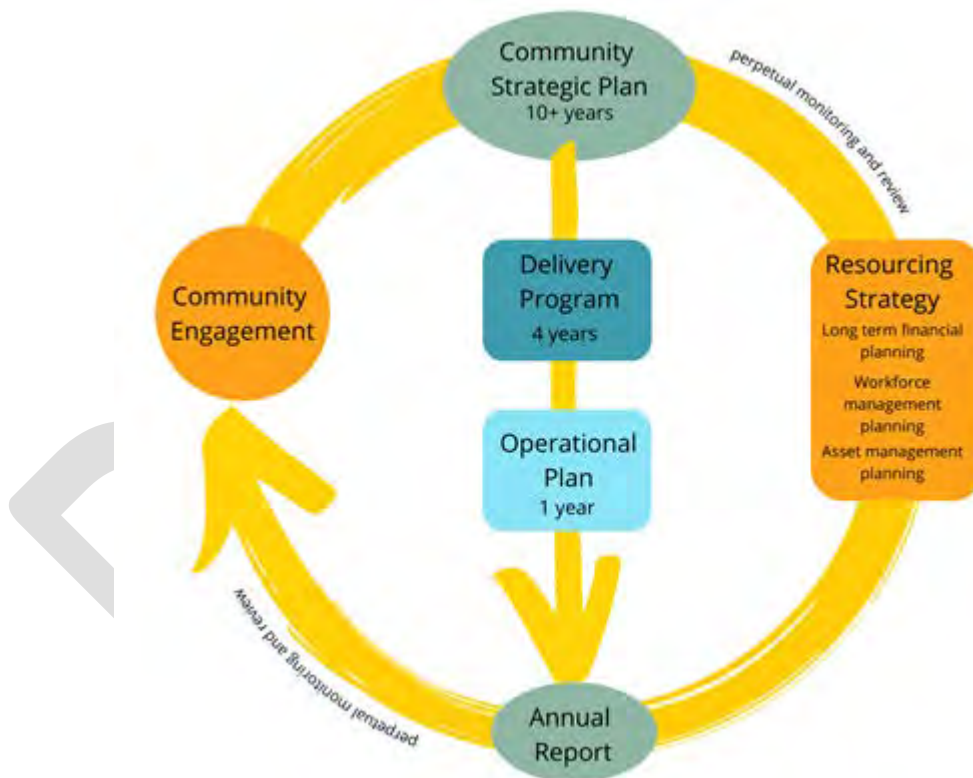 Community
Strategic Plan
10+ years
perpetual monitoring and review
Community
Engagement
Delivery
Program
4 years
Resourcing
Strategy
Long term financial
planning
Workforce
management
planning
Asset management
planning
Operational
Plan
1 year
perpetual monitoring and review
Annual
Report